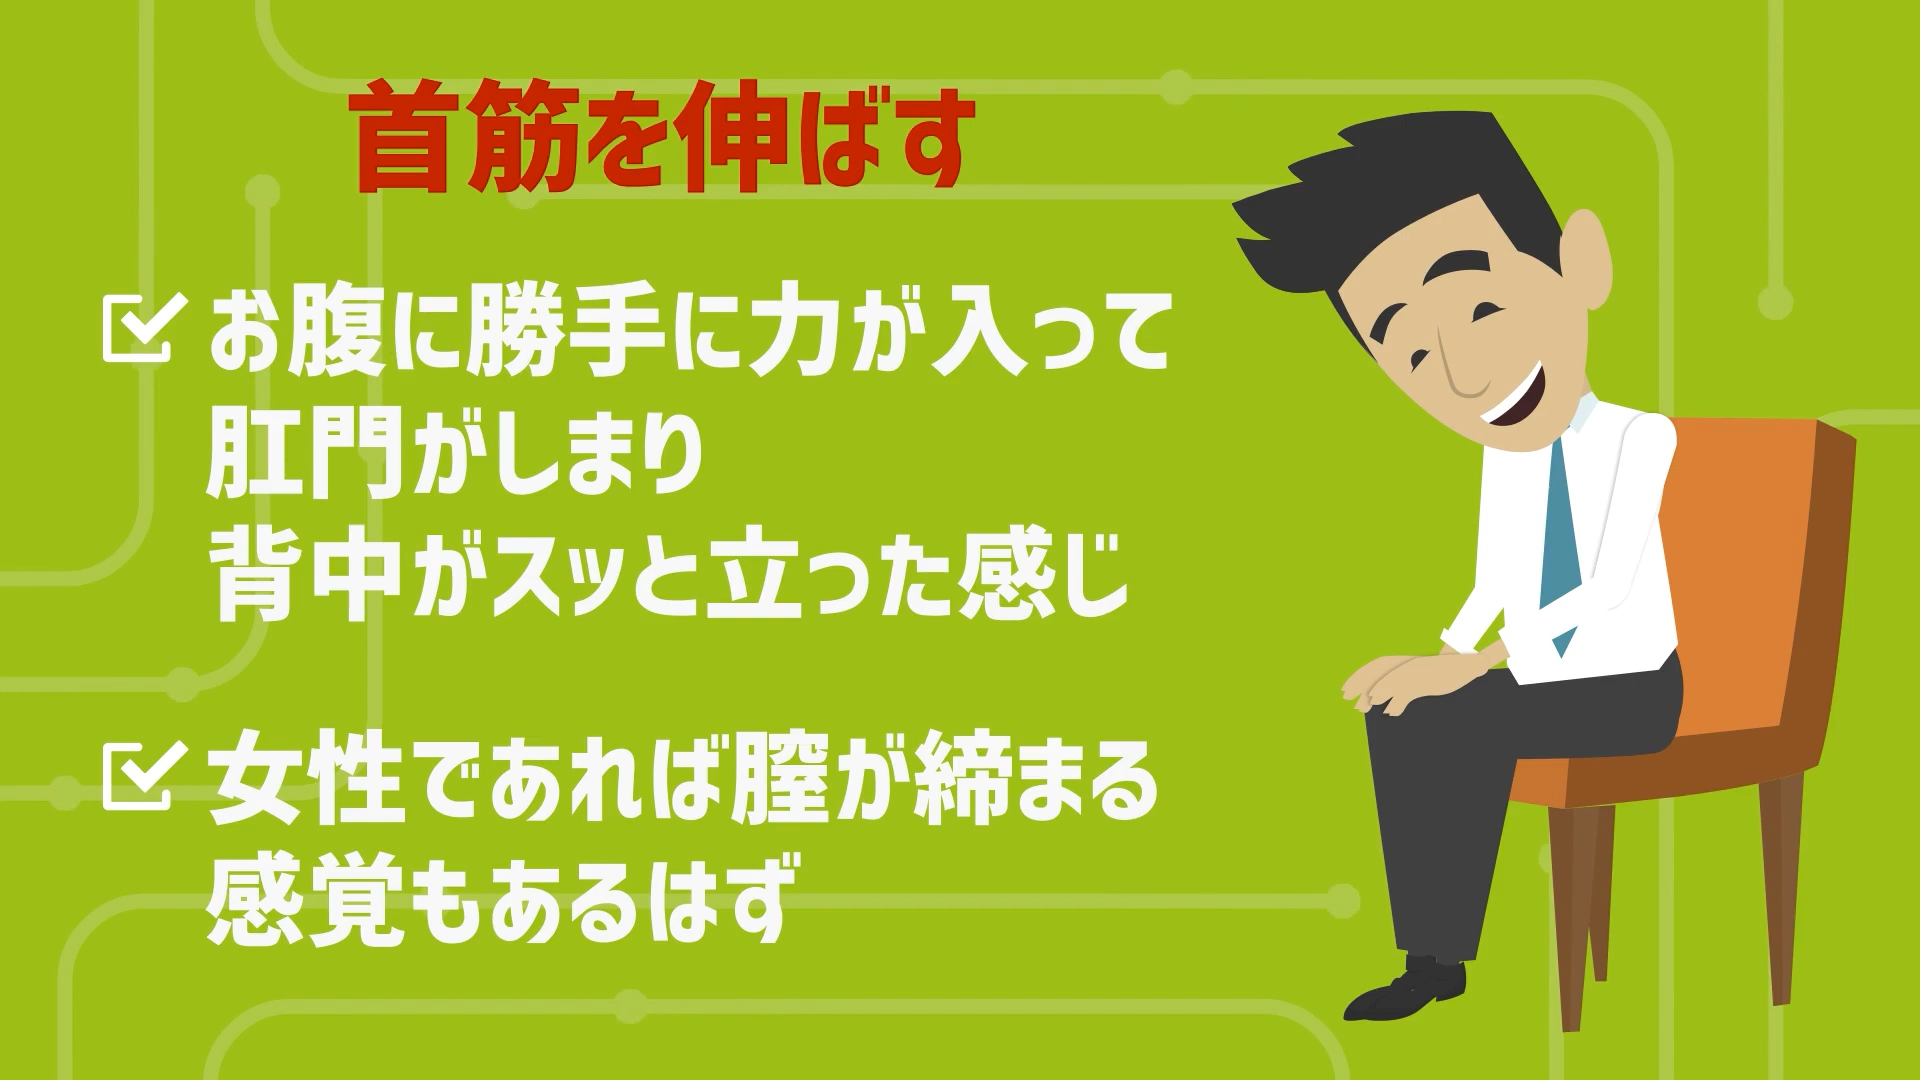 首筋を伸ばす
お腹に勝手に力が入って
肛門がしまり
背中がスッと立った感じ
女性であれば膣が締まる
感覚もあるはず